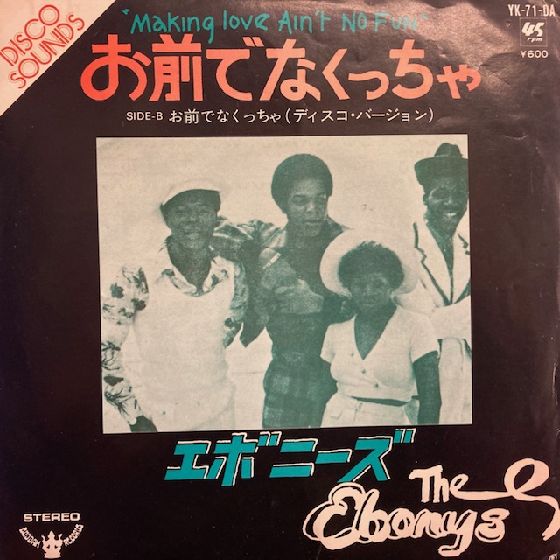 DISCO SOUNDS
"Making love Ain't NO FUN"
YK-71-DA
45 rpm
¥600
お前でなくっちゃ
SIDE-B お前でなくっちゃ(ディスコ・バージョン)
エボニーズ
The Ebonys
STEREO